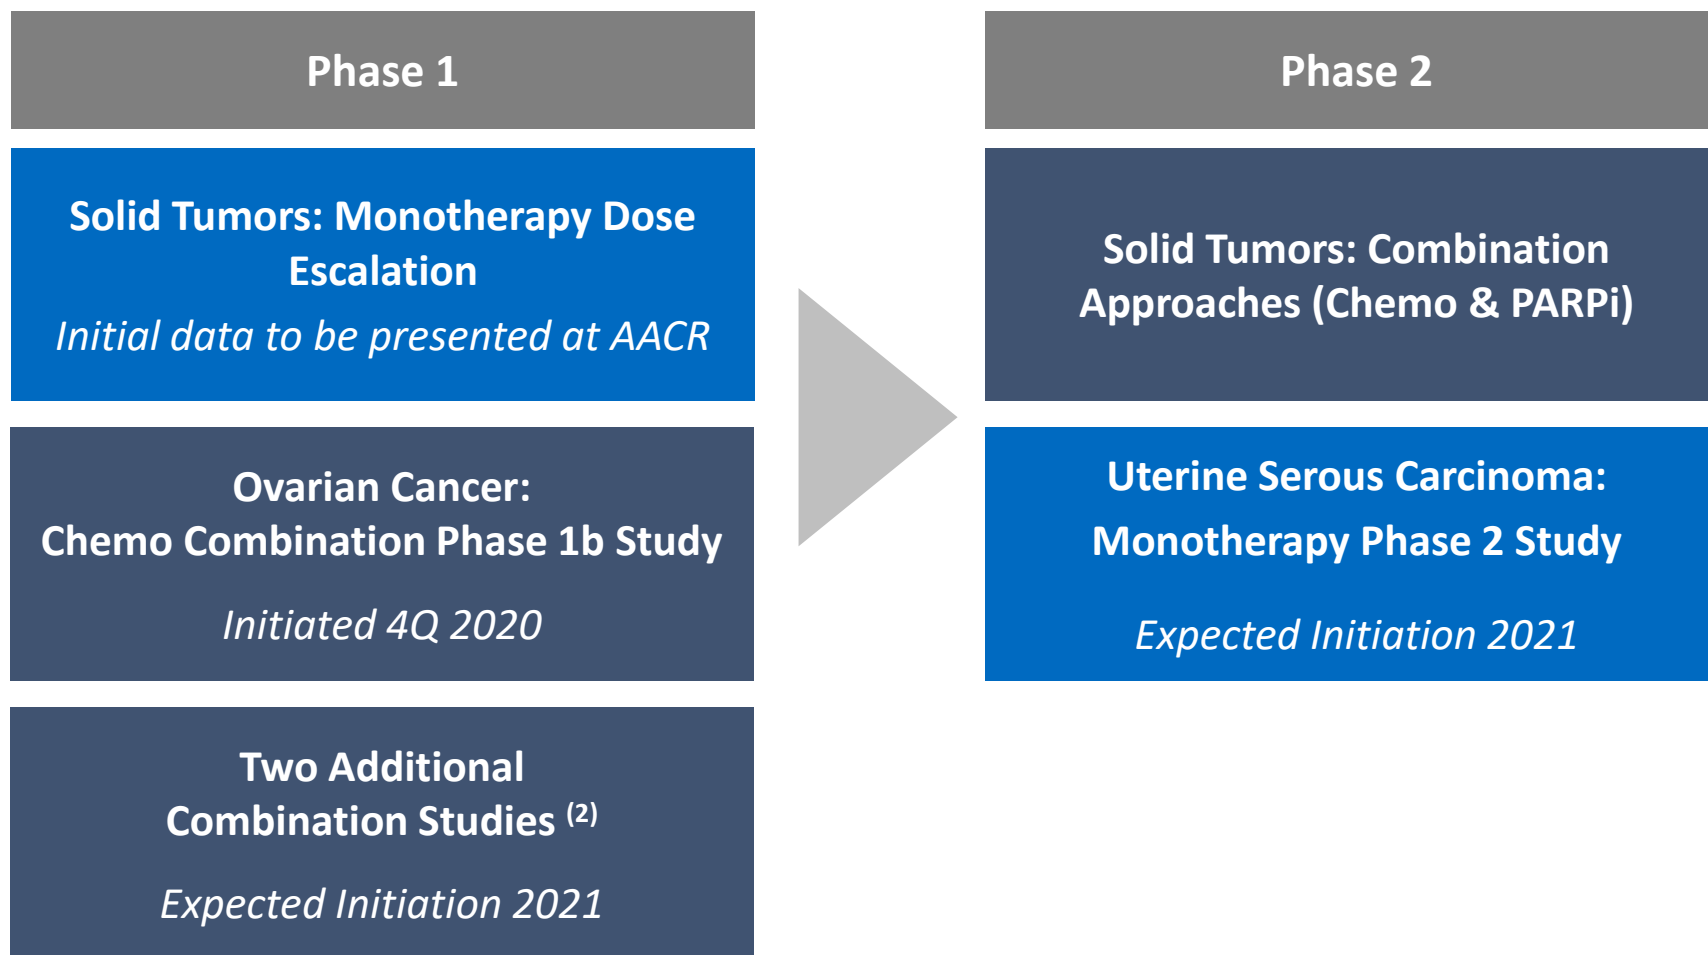 Phase 1
Solid Tumors: Monotherapy Dose
Escalation
Initial data to be presented at AACR
Ovarian Cancer:
Chemo Combination Phase 1b Study
Initiated 4Q 2020
Two Additional
Combination Studies (2)
Expected Initiation 2021
Phase 2
Solid Tumors: Combination
Approaches (Chemo & PARPi)
Uterine Serous Carcinoma:
Monotherapy Phase 2 Study
Expected Initiation 2021